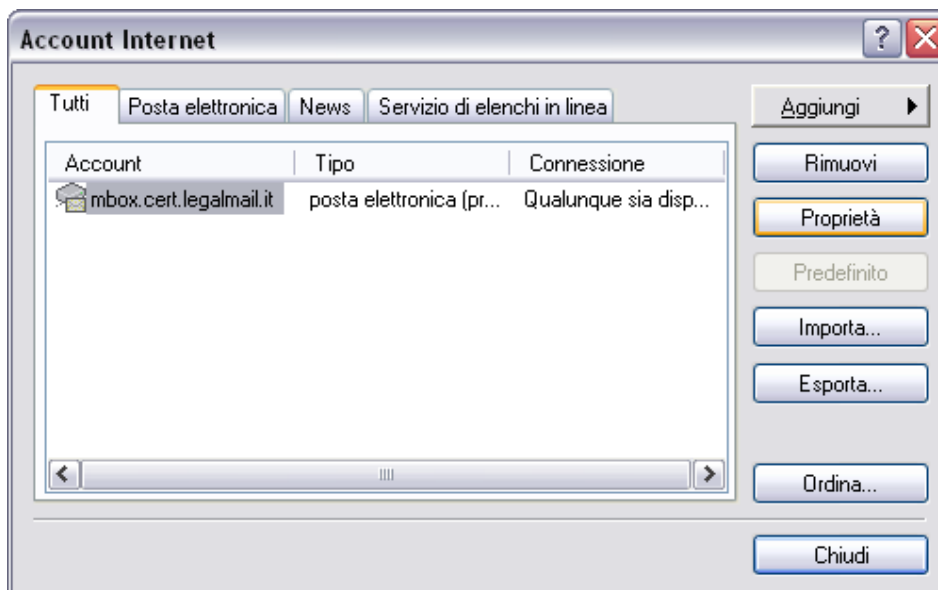 Account Internet
Tutti Posta elettronica News Servizio di elenchi in linea
Account Tipo Connessione
mbox.cert.legalmail.it posta elettronica (pr... Qualunque sia disp...
Aggiungi
Rimuovi
Proprietà
Predefinito
Importa...
Esporta...
Ordina...
Chiudi